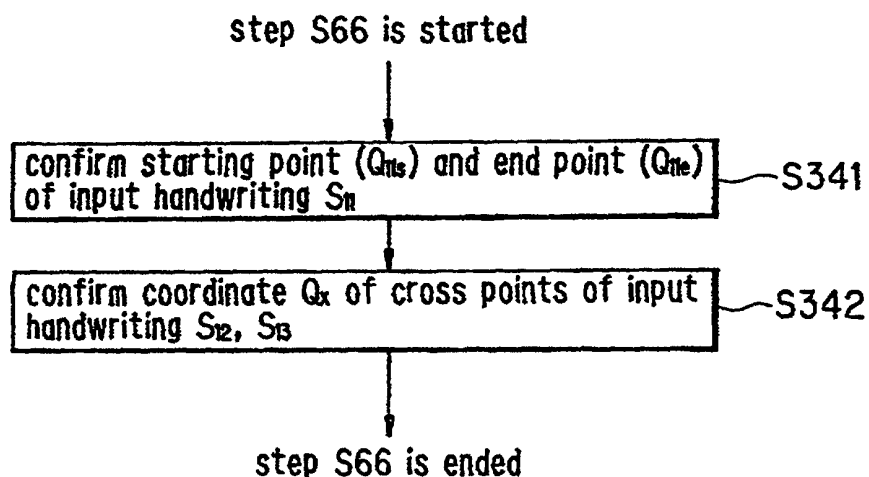 step S66 is started
confirm starting point (Q11s) and end point (Q11e)
of input handwriting S11
S341
confirm coordinate Qx of cross points of input
handwriting S12, S13
S342
step S66 is ended